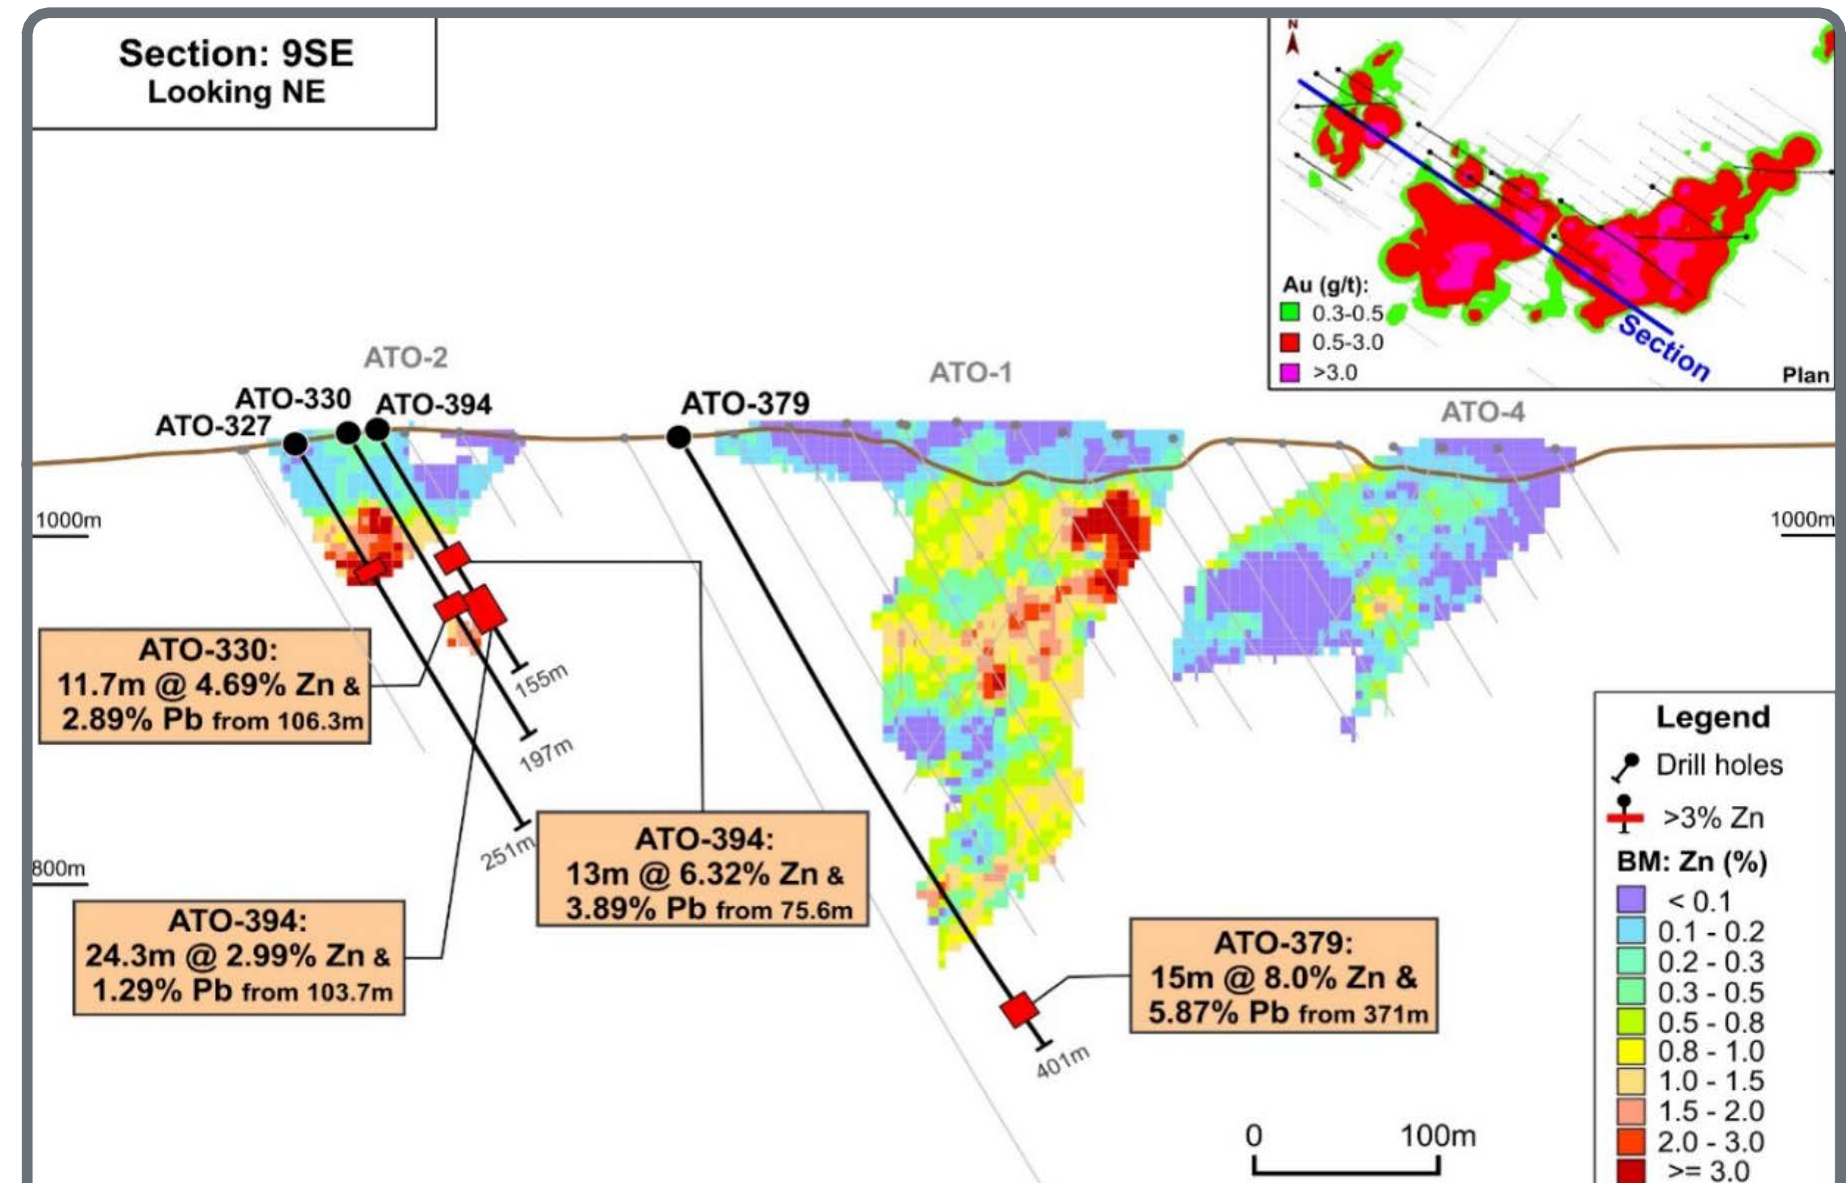 Section: 9SE
Looking NE
N
Au (g/t):
0.3-0.5
0.5-3.0
>3.0
Section
Plan
ATO-2
ATO-1
ATO-4
ATO-330
ATO-394
ATO-327
ATO-379
1000m
1000m
800m
155m
197m
251m
401m
ATO-330:
11.7m @ 4.69% Zn &
2.89% Pb from 106.3m
ATO-394:
13m @ 6.32% Zn &
3.89% Pb from 75.6m
ATO-394:
24.3m @ 2.99% Zn &
1.29% Pb from 103.7m
ATO-379:
15m @ 8.0% Zn &
5.87% Pb from 371m
0 100m
Legend
Drill holes
>3% Zn
BM: Zn (%)
< 0.1
0.1 - 0.2
0.2 - 0.3
0.3 - 0.5
0.5 - 0.8
0.8 - 1.0
1.0 - 1.5
1.5 - 2.0
2.0 - 3.0
>= 3.0